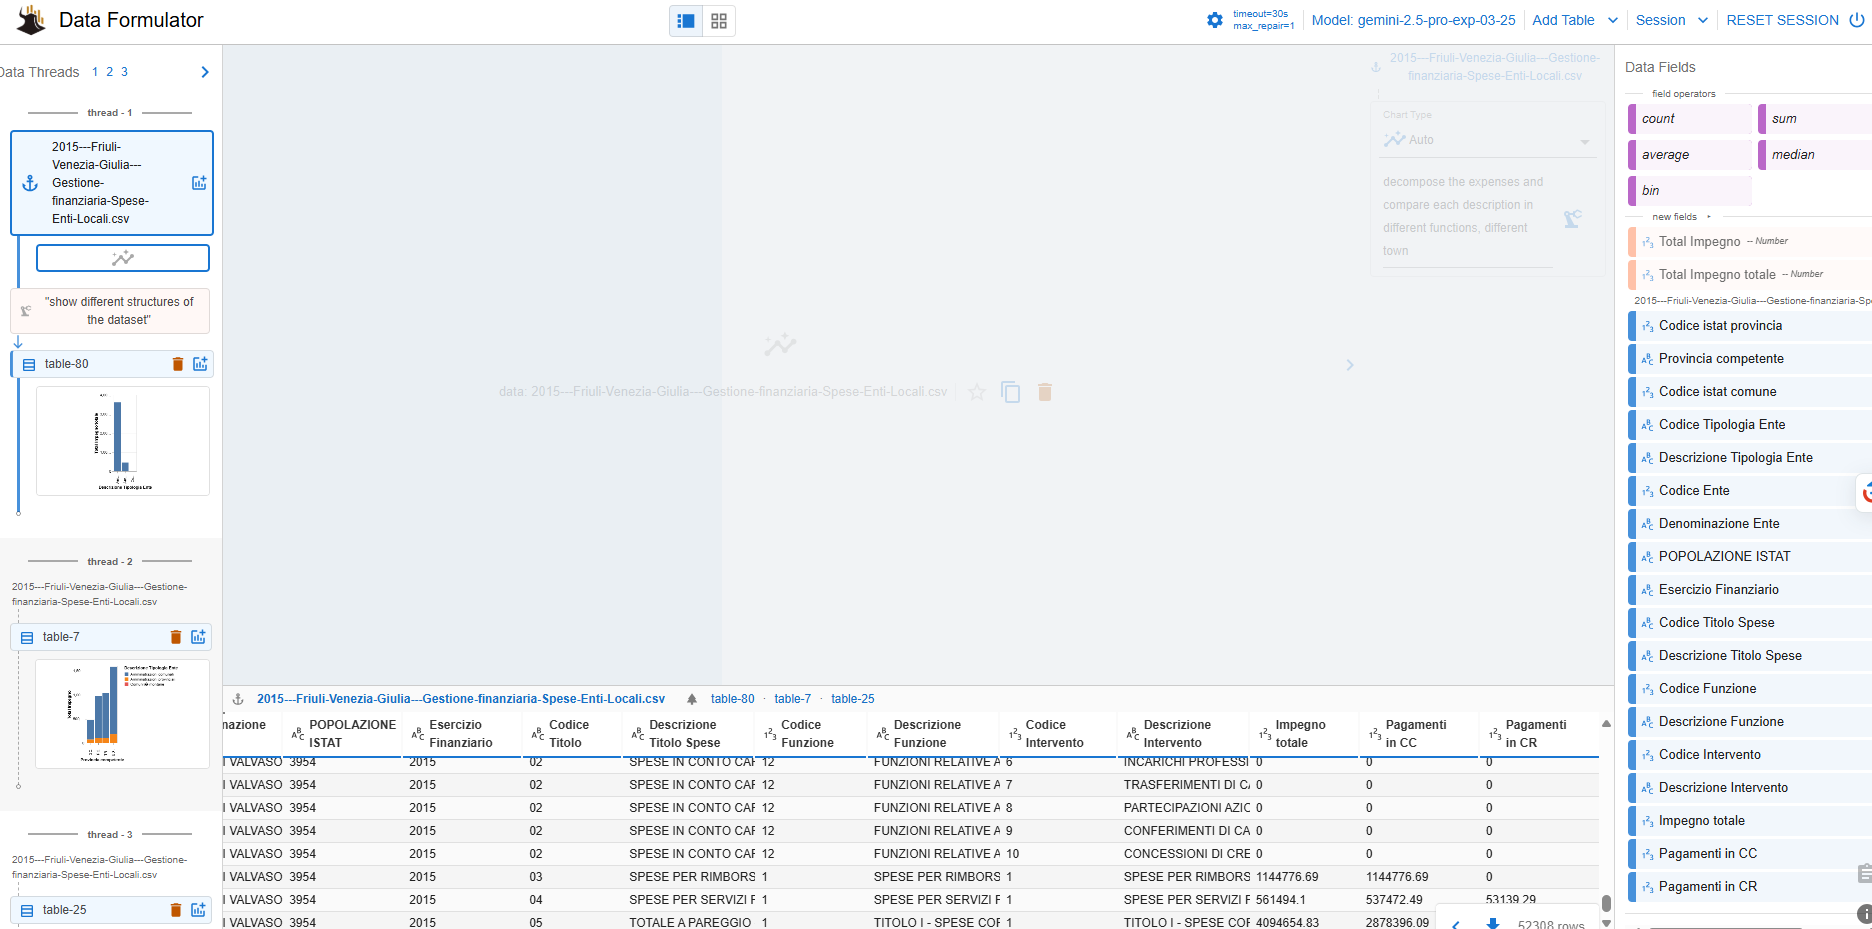 Data Formulator
timeout=30s
max_repair=1
Model: gemini-2.5-pro-exp-03-25
Add Table
Session
RESET SESSION
Data Threads 1 2 3
thread - 1
2015---Friuli-
Venezia-Giulia---
Gestione-
finanziaria-Spese-
Enti-Locali.csv
"show different structures of
the dataset"
table-80
Descrizione Tipologia Ente
thread - 2
2015---Friuli-Venezia-Giulia---Gestione-
finanziaria-Spese-Enti-Locali.csv
table-7
Descrizione Tipologia Ente
Provincia competente
thread - 3
2015---Friuli-Venezia-Giulia---Gestione-
finanziaria-Spese-Enti-Locali.csv
table-25
data: 2015---Friuli-Venezia-Giulia---Gestione-finanziaria-Spese-Enti-Locali.csv
2015---Friuli-Venezia-Giulia---Gestione-
finanziaria-Spese-Enti-Locali.csv
Chart Type
Auto
decompose the expenses and
compare each description in
different functions, different
town
2015---Friuli-Venezia-Giulia---Gestione-finanziaria-Spese-Enti-Locali.csv table-80 · table-7 · table-25
nazione POPOLAZIONE ISTAT Esercizio Finanziario Codice Titolo Descrizione Titolo Spese Codice Funzione Descrizione Funzione Codice Intervento Descrizione Intervento Impegno totale Pagamenti in CC Pagamenti in CR
I VALVASO 3954 2015 02 SPESE IN CONTO CAF 12 FUNZIONI RELATIVE A 6 INCARICHI PROFESSI 0 0 0
I VALVASO 3954 2015 02 SPESE IN CONTO CAF 12 FUNZIONI RELATIVE A 7 TRASFERIMENTI DI CA 0 0 0
I VALVASO 3954 2015 02 SPESE IN CONTO CAF 12 FUNZIONI RELATIVE A 8 PARTECIPAZIONI AZIC 0 0 0
I VALVASO 3954 2015 02 SPESE IN CONTO CAF 12 FUNZIONI RELATIVE A 9 CONFERIMENTI DI CA 0 0 0
I VALVASO 3954 2015 02 SPESE IN CONTO CAF 12 FUNZIONI RELATIVE A 10 CONCESSIONI DI CRE 0 0 0
I VALVASO 3954 2015 03 SPESE PER RIMBORS 1 SPESE PER RIMBORS 1 SPESE PER RIMBORS 1144776.69 1144776.69 0
I VALVASO 3954 2015 04 SPESE PER SERVIZI F 1 SPESE PER SERVIZI F 1 SPESE PER SERVIZI F 561494.1 537472.49 53139.29
I VALVASO 3954 2015 05 TOTALE A PAREGGIO 1 TITOLO I - SPESE COF 1 TITOLO I - SPESE COF 4094654.83 2878396.09
52308 rows
Data Fields
field operators
count sum
average median
bin
new fields
Total Impegno -- Number
Total Impegno totale -- Number
2015---Friuli-Venezia-Giulia---Gestione-finanziaria-Sp
Codice istat provincia
Provincia competente
Codice istat comune
Codice Tipologia Ente
Descrizione Tipologia Ente
Codice Ente
Denominazione Ente
POPOLAZIONE ISTAT
Esercizio Finanziario
Codice Titolo Spese
Descrizione Titolo Spese
Codice Funzione
Descrizione Funzione
Codice Intervento
Descrizione Intervento
Impegno totale
Pagamenti in CC
Pagamenti in CR